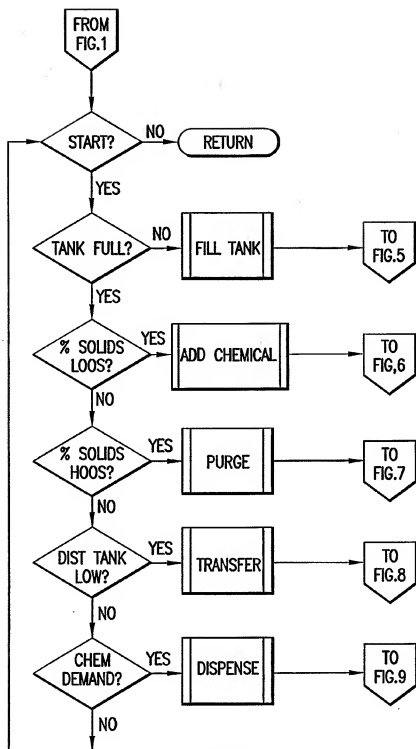 FROM
FIG.1
START?
NO
RETURN
YES
TANK FULL?
NO
FILL TANK
TO
FIG.5
YES
% SOLIDS
LOOS?
YES
ADD CHEMICAL
TO
FIG,6
NO
% SOLIDS
HOOS?
YES
PURGE
TO
FIG.7
NO
DIST TANK
LOW?
YES
TRANSFER
TO
FIG.8
NO
CHEM
DEMAND?
YES
DISPENSE
TO
FIG.9
NO